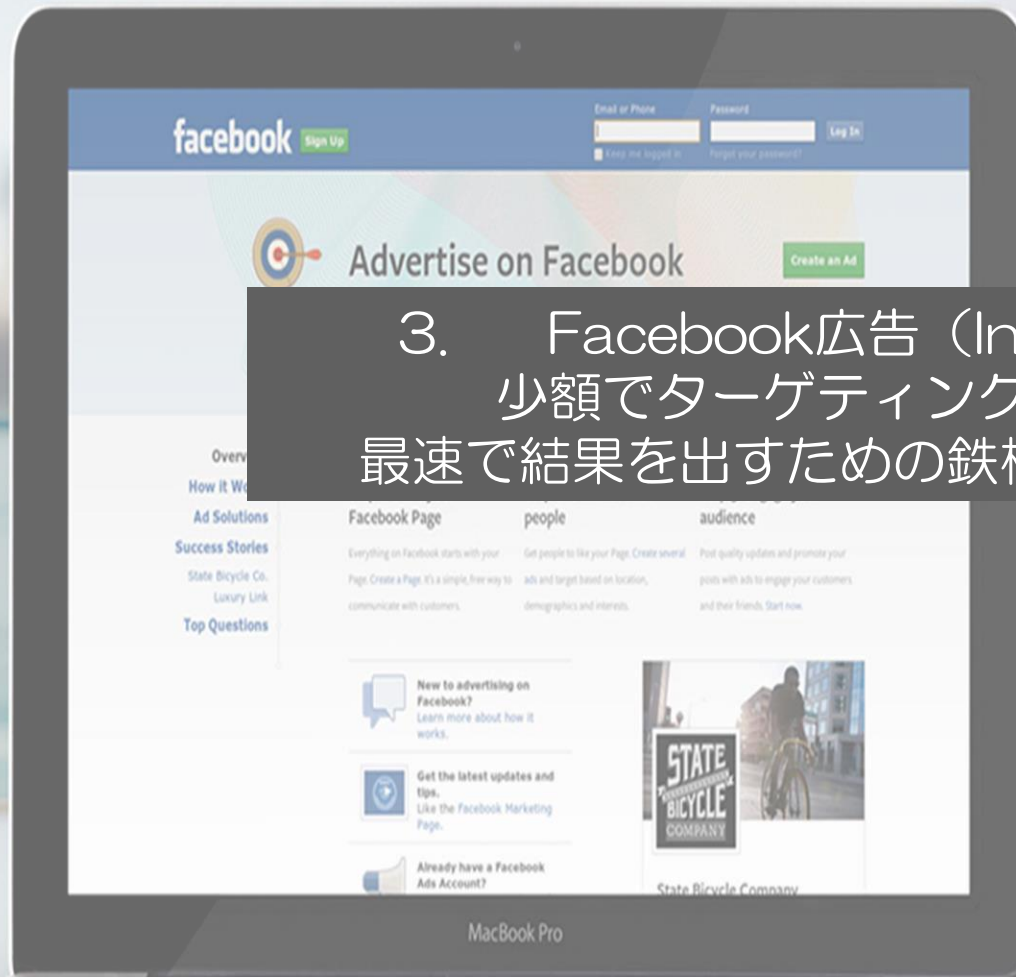 Email or Phone
Password
facebook
Sign Up
Log In
Keep me logged in
Forgot your password?
Advertise on Facebook
Create an Ad
3. Facebook広告（In
少額でターゲティング
最速で結果を出すための鉄
Overv
How it Wo
Ad Solutions
Success Stories
State Bicycle Co.
Luxury Link
Top Questions
Facebook Page
Everything on Facebook starts with your
Page. Create a Page. It's a simple, free way to
communicate with customers.
people
Get people to like your Page. Create several
ads and target based on location,
demographics and interests.
audience
Post quality updates and promote your
posts with ads to engage your customers
and their friends. Start now.
New to advertising on
Facebook?
Learn more about how it
works.
Get the latest updates and
tips.
Like the Facebook Marketing
Page.
Already have a Facebook
Ads Account?
STATE
BICYCLE
COMPANY
State Bicycle Company
MacBook Pro